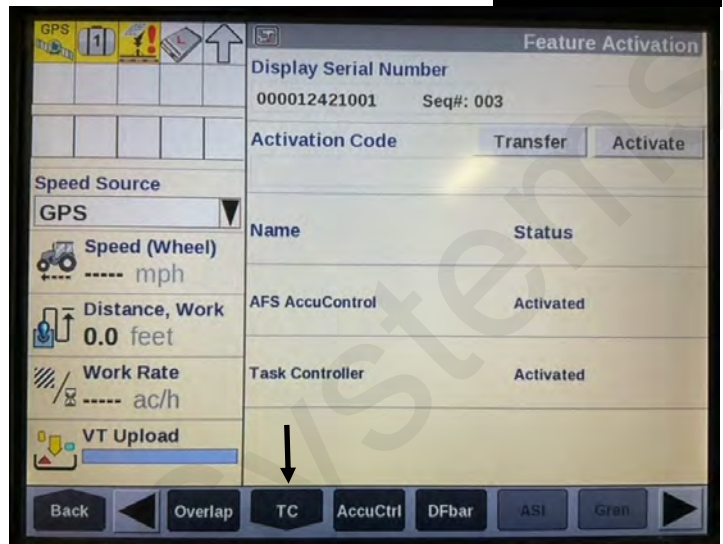 GPS
1
Feature Activation
Display Serial Number
000012421001 Seq#: 003
Activation Code Transfer Activate
Speed Source
GPS
Name Status
Speed (Wheel)
----- mph
Distance, Work
0.0 feet
AFS AccuControl Activated
Work Rate
----- ac/h
Task Controller Activated
VT Upload
Back Overlap TC AccuCtrl DFbar ASI Gren
systems